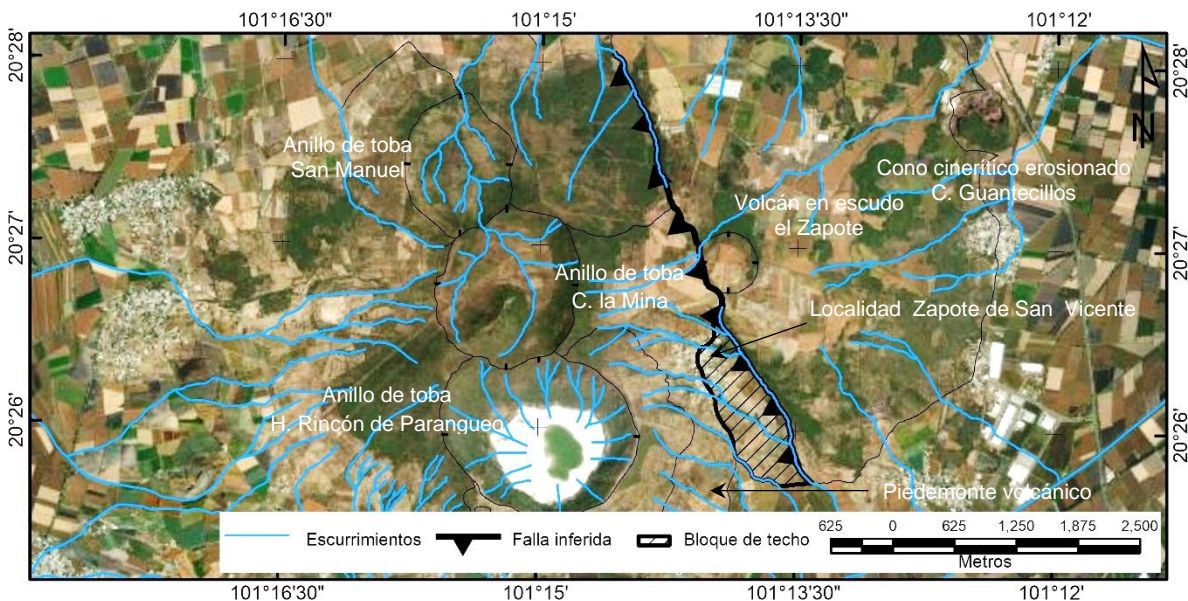 101°16'30" 101°15' 101°13'30" 101°12'
20°28' 20°28'
Anillo de toba
San Manuel
N
Cono cinerítico erosionado
C. Guantecillos
Volcán en escudo
el Zapote
20°27' 20°27'
Anillo de toba
C. la Mina
Localidad Zapote de San Vicente
Anillo de toba
H. Rincón de Parangueo
20°26' 20°26'
Piedemonte volcánico
Escurrimientos Falla inferida Bloque de techo
625 0 625 1,250 1,875 2,500
Metros
101°16'30" 101°15' 101°13'30" 101°12'